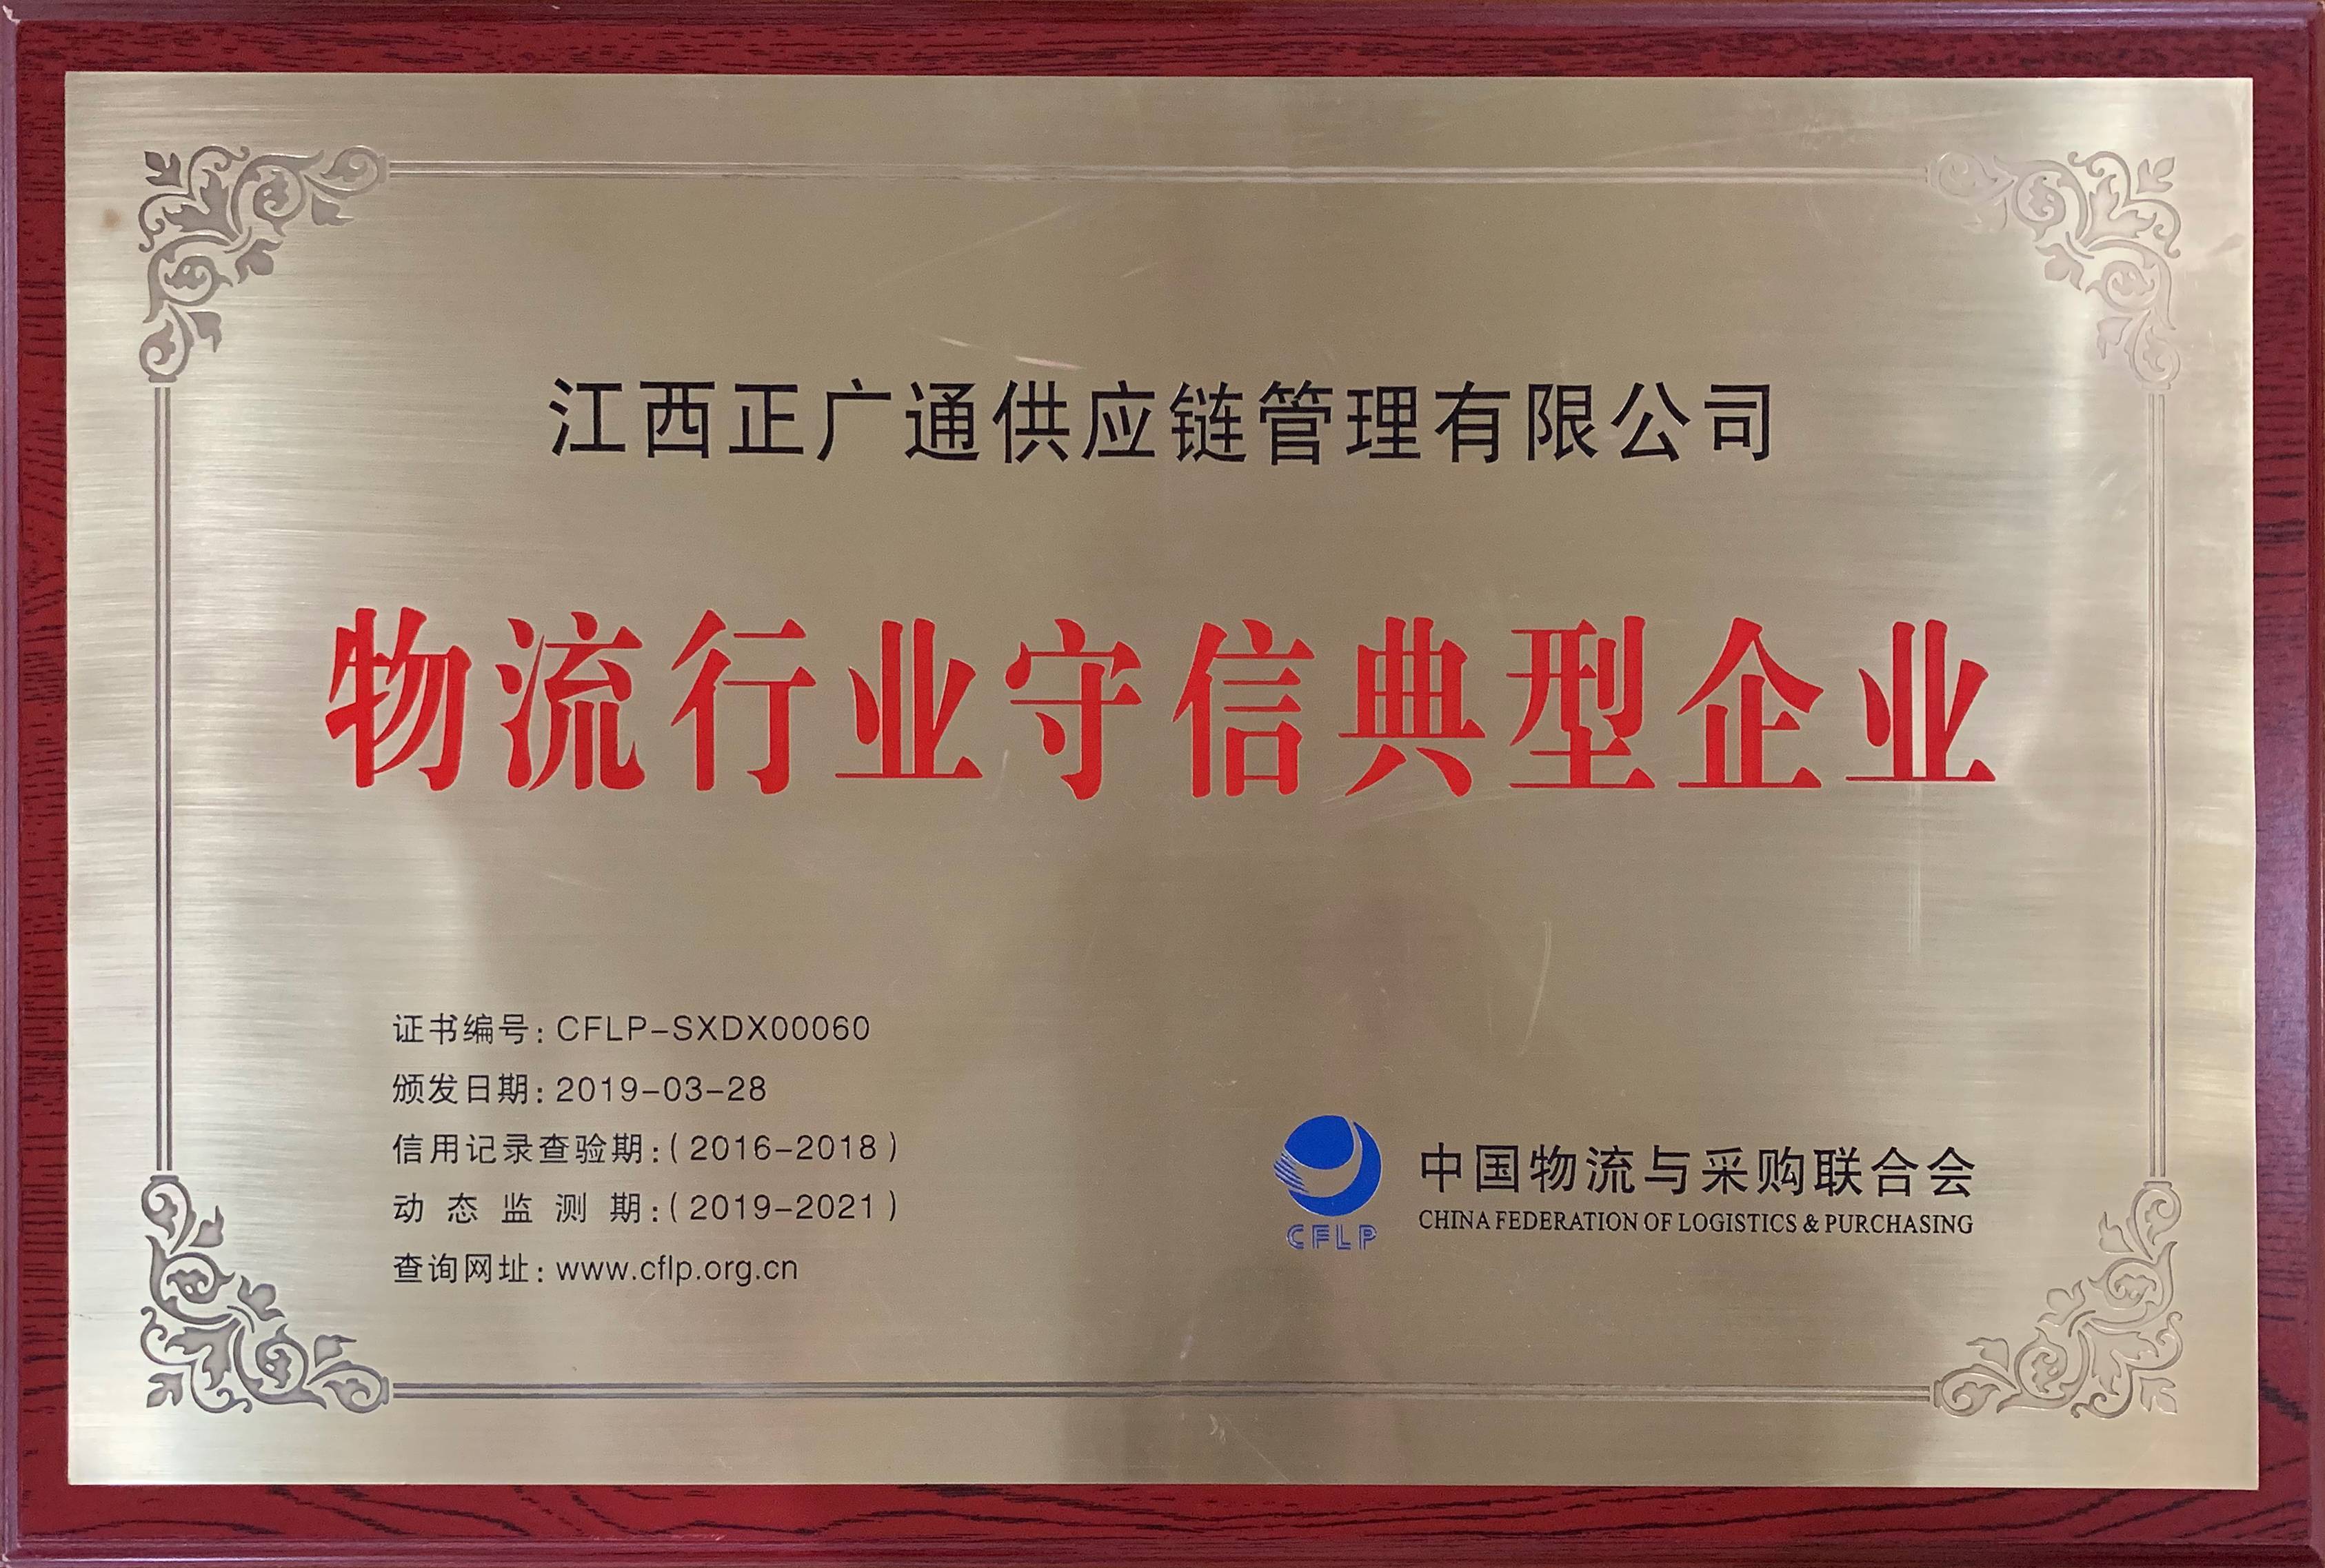 江西正广通供应链管理有限公司
物流行业守信典型企业
证书编号：CFLP-SXDX00060
颁发日期：2019-03-28
信用记录查验期：（2016-2018）
动态监测期：（2019-2021）
查询网址：www.cflp.org.cn
中国物流与采购联合会
CHINA FEDERATION OF LOGISTICS & PURCHASING
CFLP